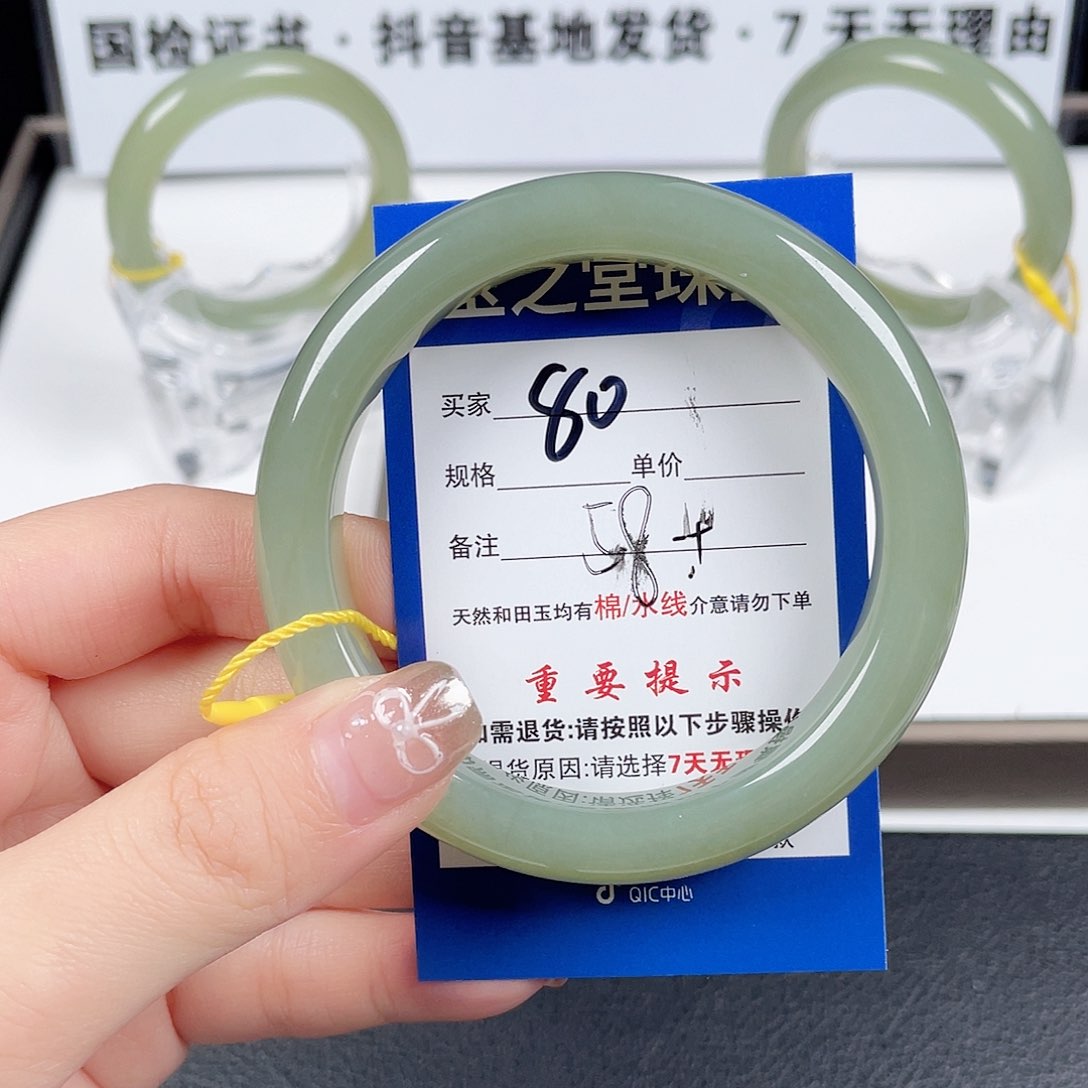 国检证书·抖音基地发货·7天无理由
之堂珠
买家 80
规格 单价
备注 58+
天然和田玉均有棉/水线介意请勿下单
重要提示
如需退货:请按照以下步骤操作
退货原因:请选择7天无理
款
QIC中心